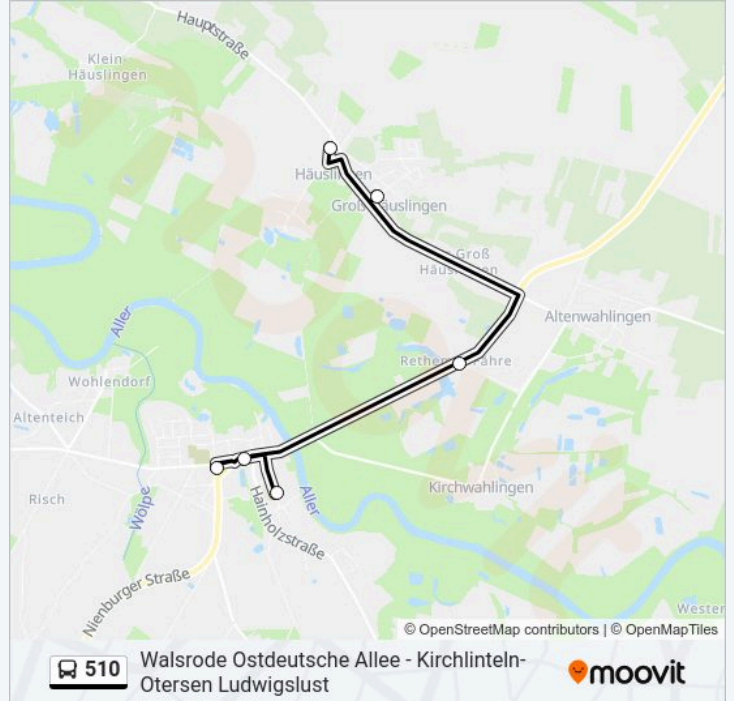 Hauptstraße
Klein
Häuslingen
Häuslingen
Groß Häuslingen
Groß
Häuslingen
Aller
Altenwahlingen
Rethemer Fähre
Wohlendorf
Altenteich
Kirchwahlingen
Risch
Wölpe
Hainholzstraße
Aller
Nienburger Straße
Wester
© OpenStreetMap contributors | © OpenMapTiles
510
Walsrode Ostdeutsche Allee - Kirchlinteln-
Otersen Ludwigslust
moovit